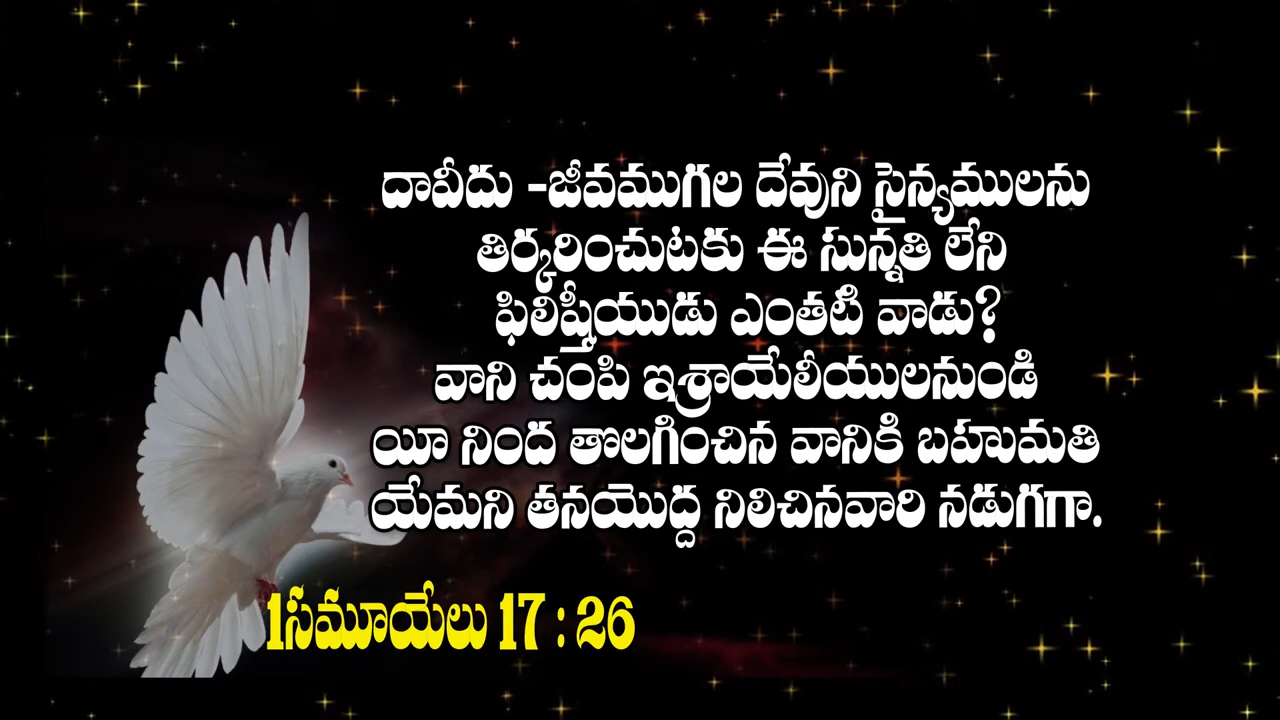 దావీదు -జీవముగల దేవుని సైన్యములను
తిర్కరించుటకు ఈ సున్నతి లేని
ఫిలిష్తీయుడు ఎంతటి వాడు?
వాని చంపి ఇశ్రాయేలీయులనుండి
యీ నింద తొలగించిన వానికి బహుమతి
యేమని తనయొద్ద నిలిచినవారి నడుగగా.
1సమూయేలు 17 : 26